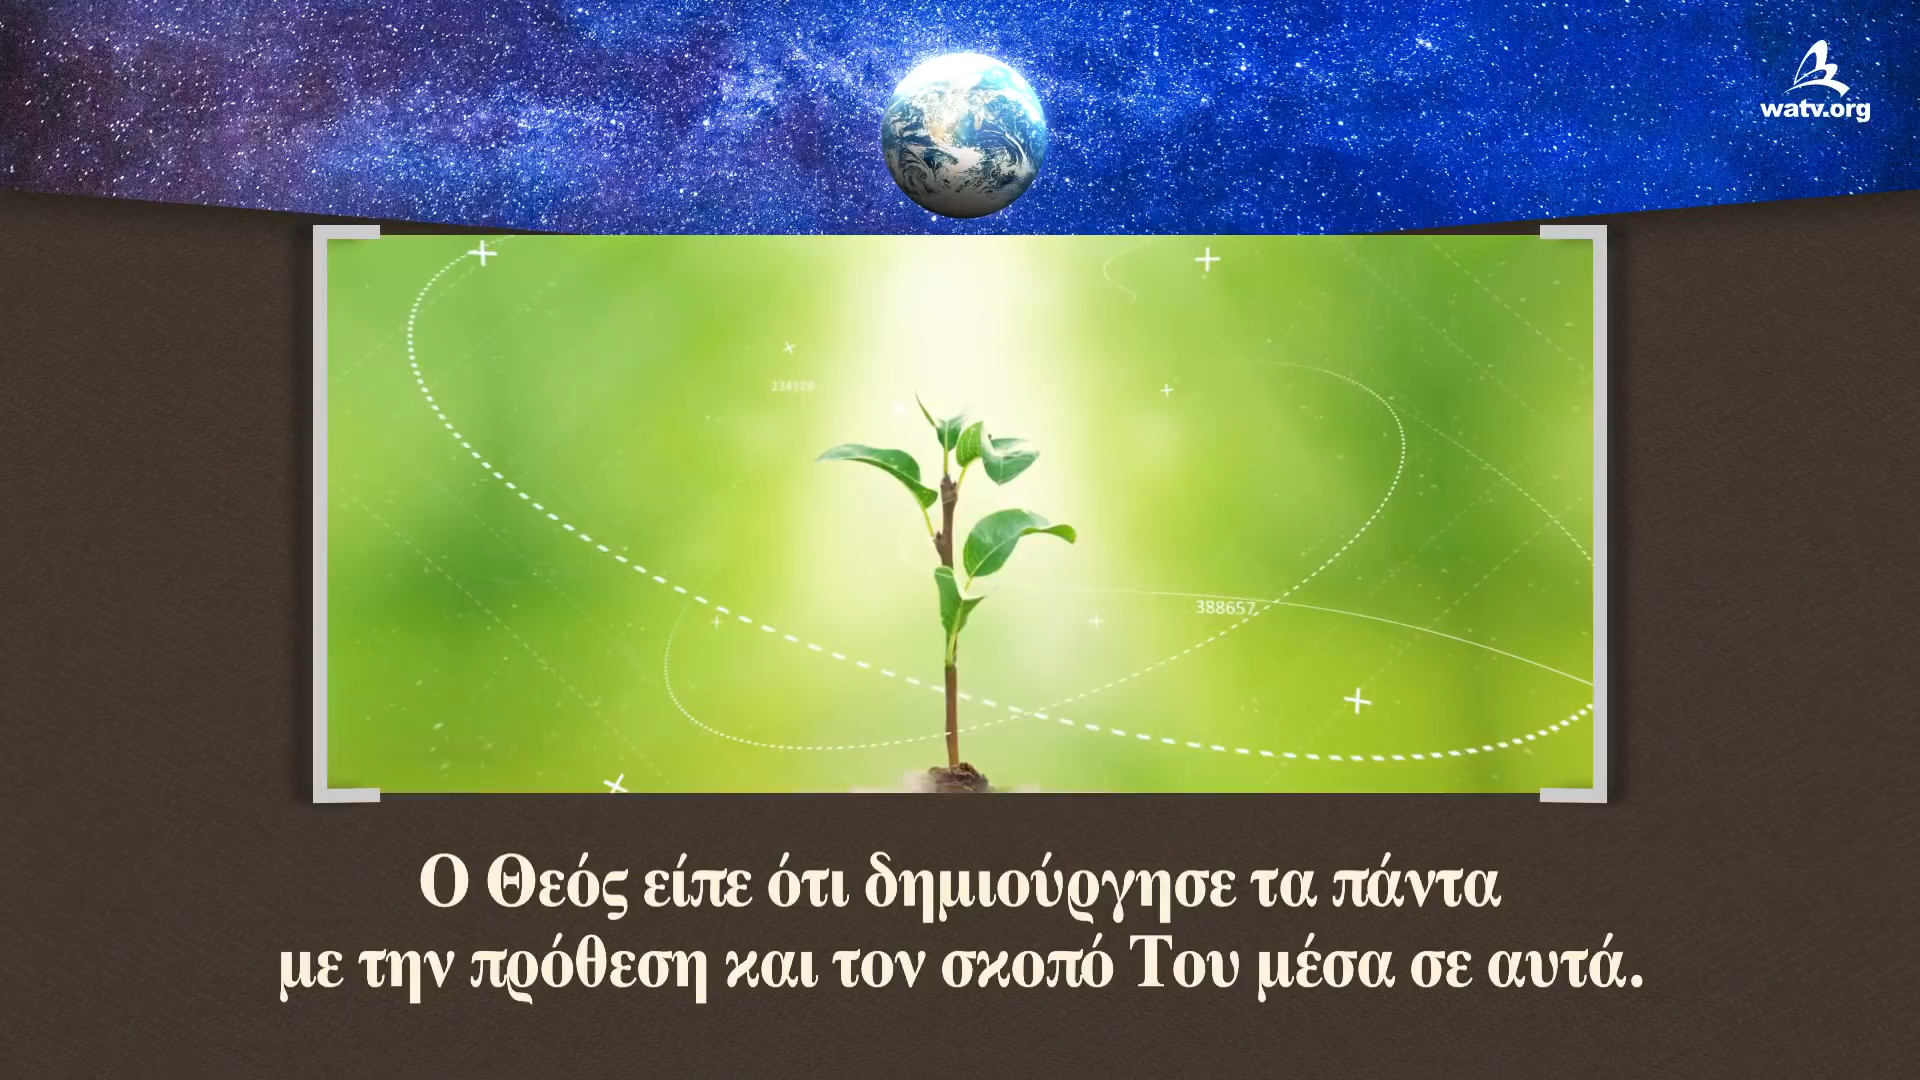 watv.org
234120
388657
Ο Θεός είπε ότι δημιούργησε τα πάντα
με την πρόθεση και τον σκοπό Του μέσα σε αυτά.